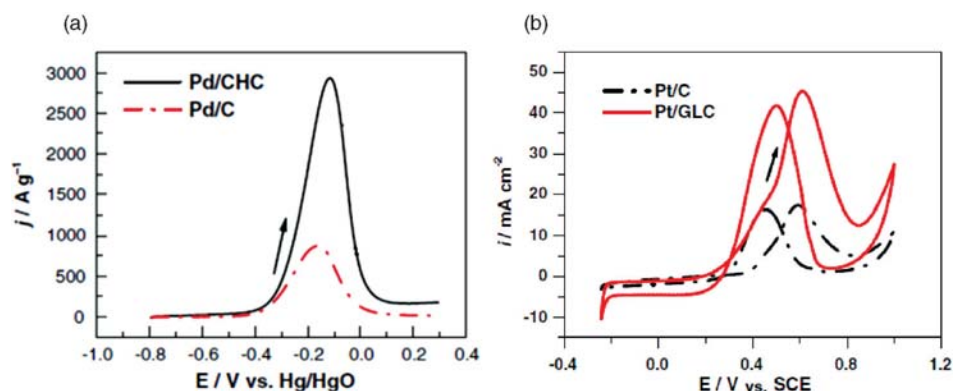 (a)
3000
2500
2000
1500
1000
500
0
j / A g⁻¹
Pd/CHC
Pd/C
-1.0 -0.8 -0.6 -0.4 -0.2 0.0 0.2 0.4
E / V vs. Hg/HgO
(b)
50
40
30
20
10
0
-10
i / mA cm⁻²
Pt/C
Pt/GLC
-0.4 0.0 0.4 0.8 1.2
E / V vs. SCE